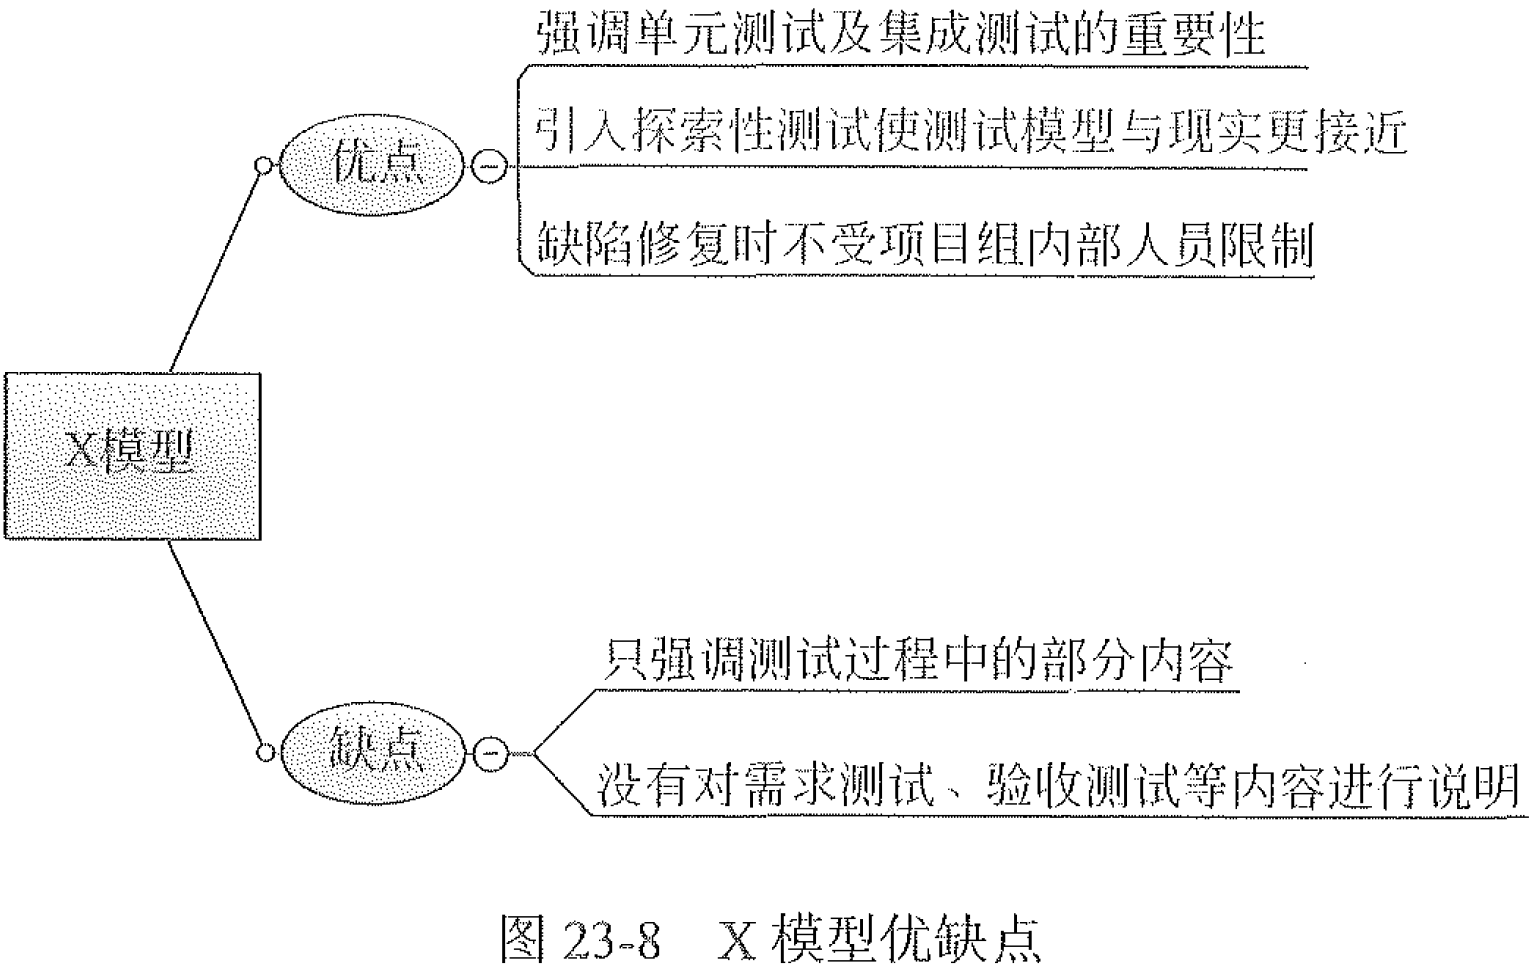 强调单元测试及集成测试的重要性
引入探索性测试使测试模型与现实更接近
优点
缺陷修复时不受项目组内部人员限制
X模型
只强调测试过程中的部分内容
缺点
没有对需求测试、验收测试等内容进行说明
图 23-8 X 模型优缺点